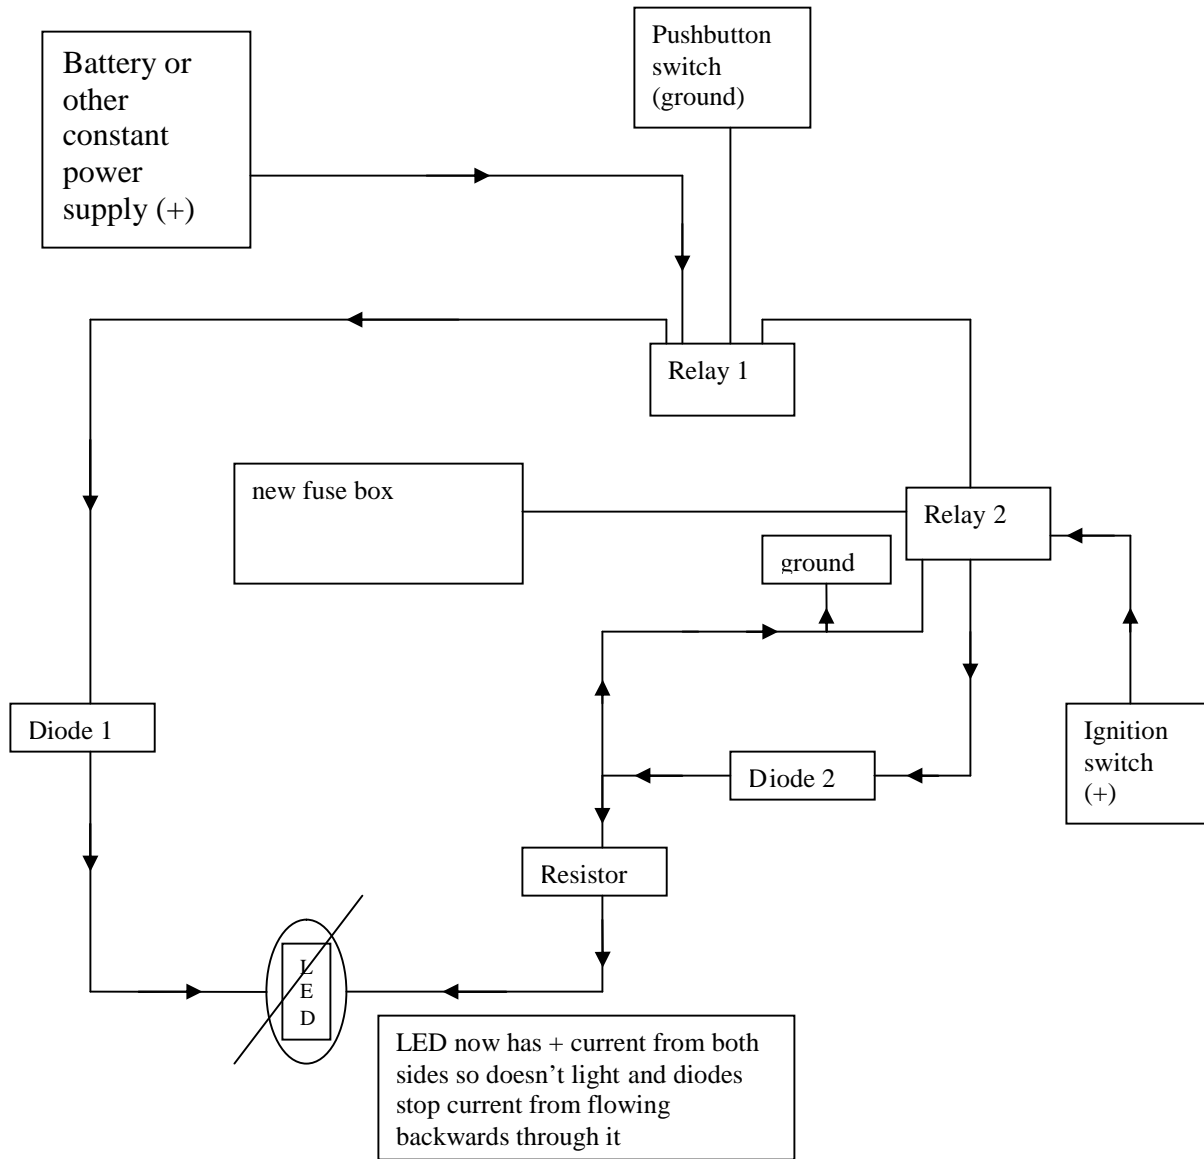 Battery or
other
constant
power
supply (+)
Pushbutton
switch
(ground)
Relay 1
new fuse box
Relay 2
ground
Diode 1
Diode 2
Ignition
switch
(+)
Resistor
L
E
D
LED now has + current from both
sides so doesn’t light and diodes
stop current from flowing
backwards through it